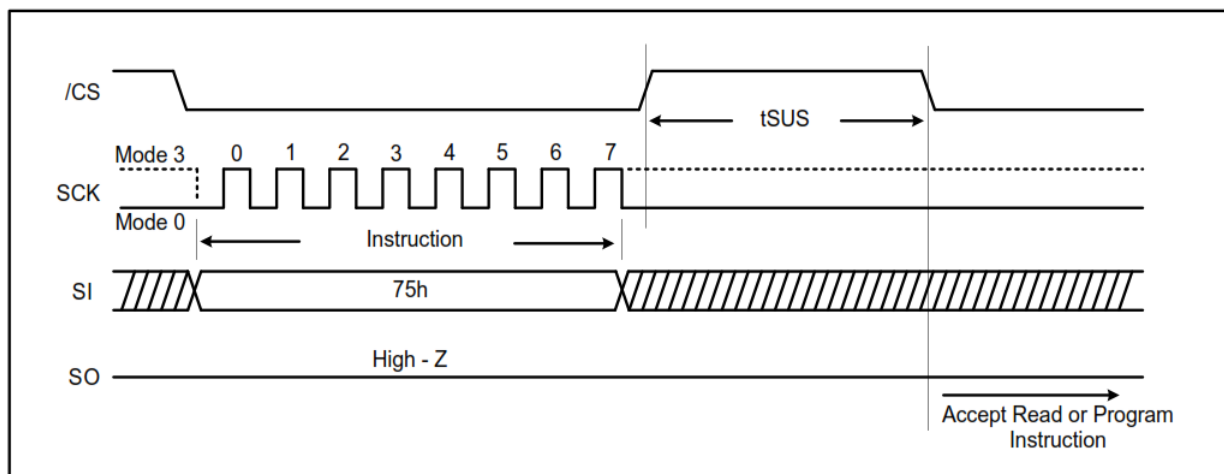 /CS
tSUS
Mode 3
0 1 2 3 4 5 6 7
SCK
Mode 0
Instruction
SI
75h
High - Z
SO
Accept Read or Program
Instruction